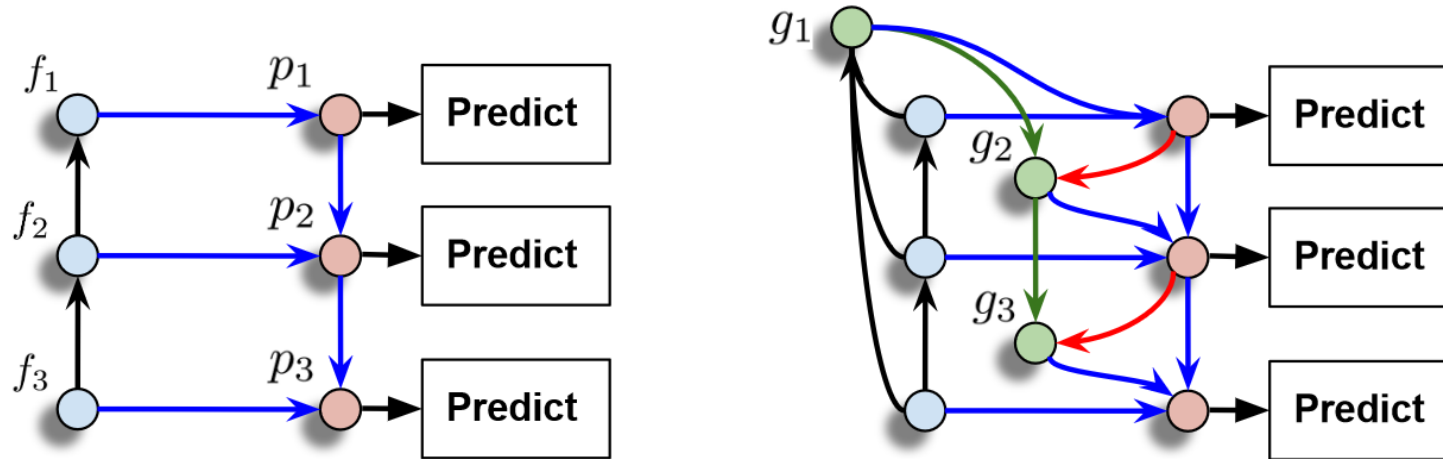 g₁
f₁ p₁ Predict Predict
g₂
f₂ p₂ Predict Predict
g₃
f₃ p₃ Predict Predict